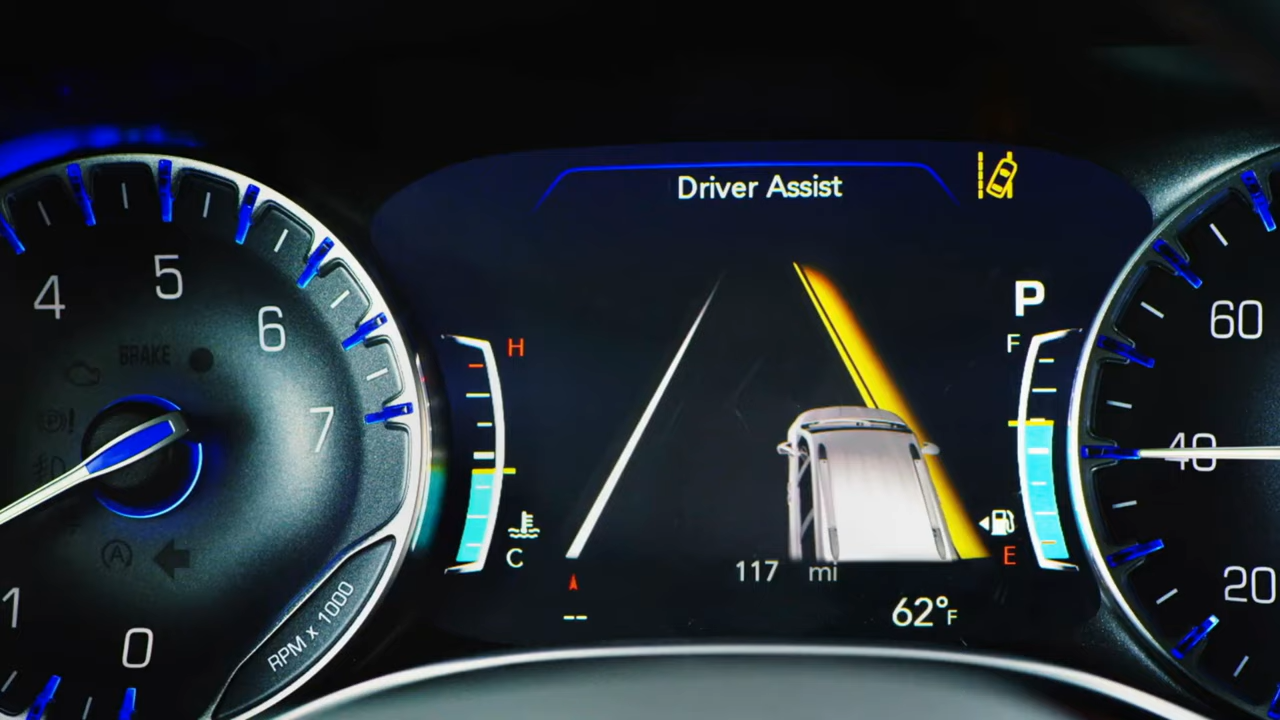 Driver Assist
4
5
6
7
1
0
BRAKE
RPM x 1000
H
C
P
F
E
117 mi
--
62°F
60
40
20